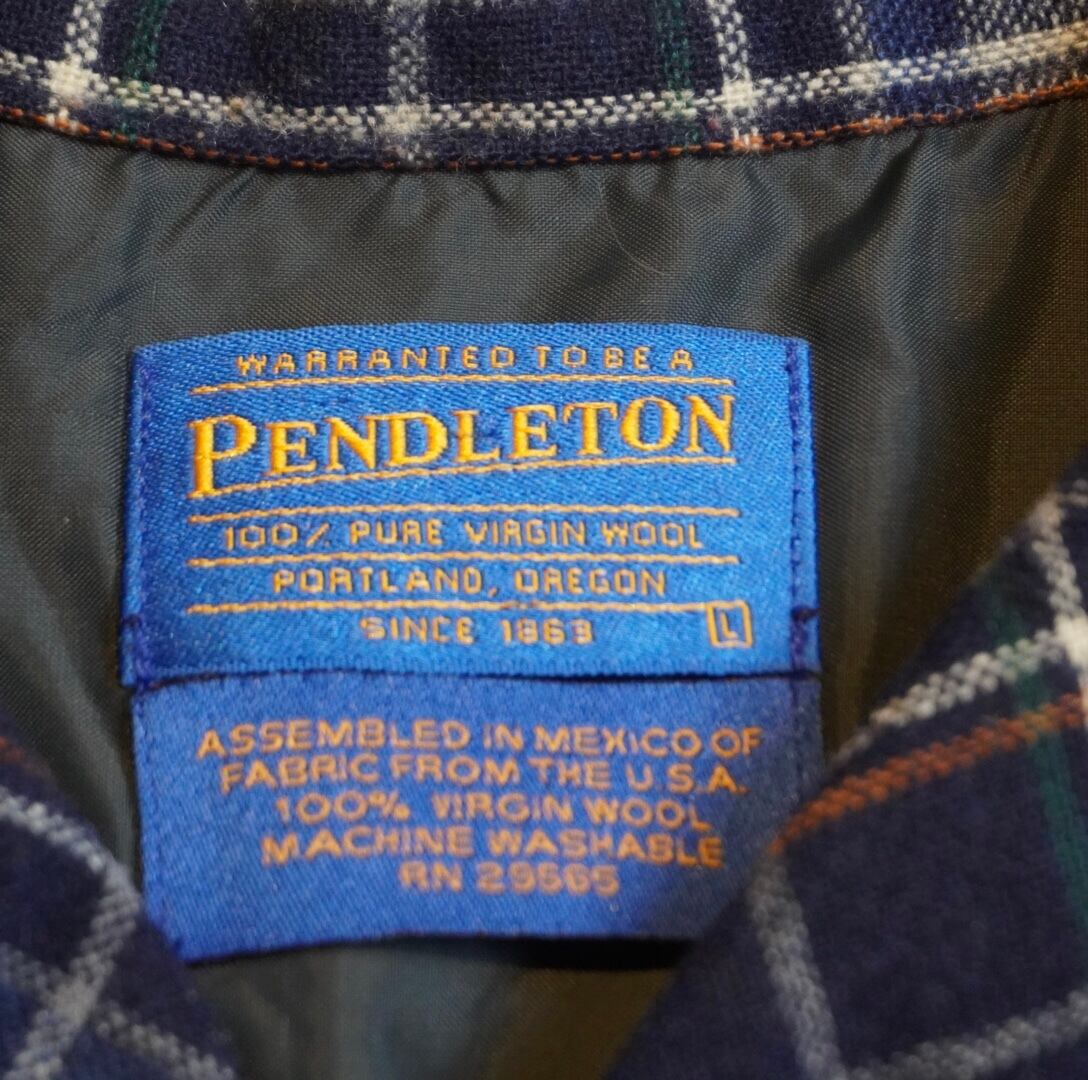 WARRANTED TO BE A
PENDLETON
100% PURE VIRGIN WOOL
PORTLAND, OREGON
SINCE 1863
L
ASSEMBLED IN MEXICO OF
FABRIC FROM THE U.S.A.
100% VIRGIN WOOL
MACHINE WASHABLE
RN 29685